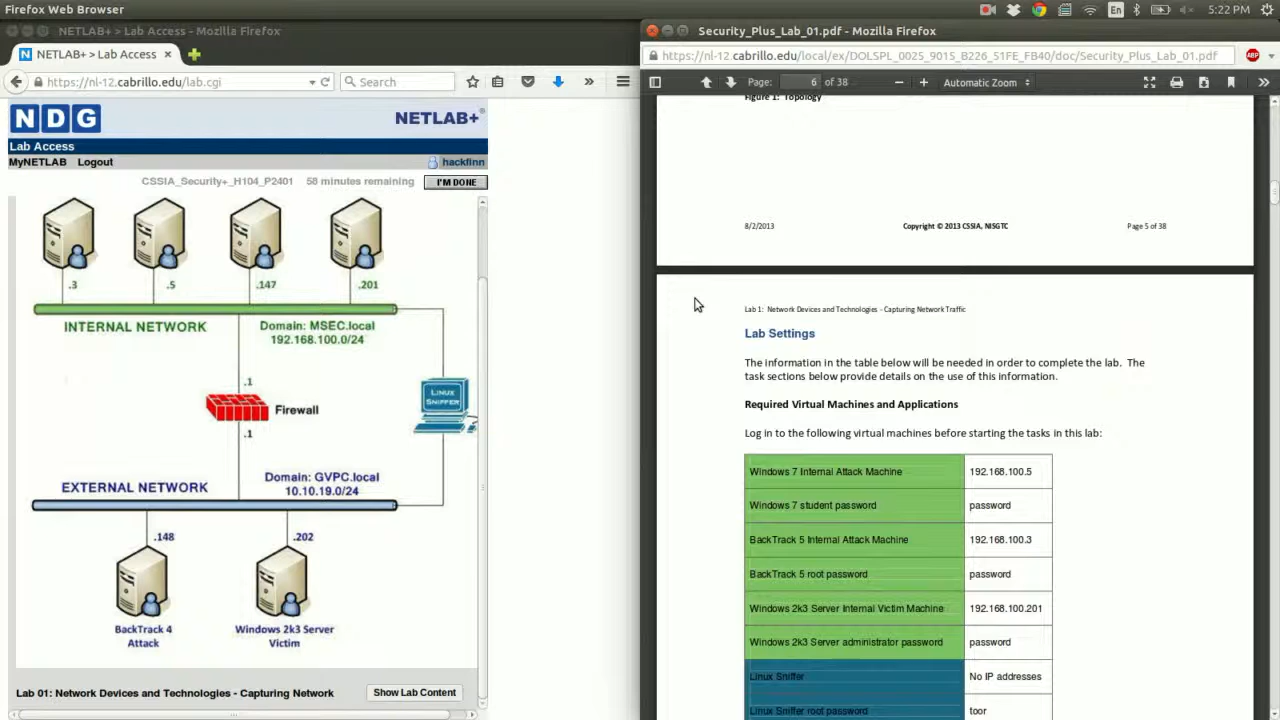 Firefox Web Browser
En
5:22 PM
NETLAB+ > Lab Access - Mozilla Firefox
Security_Plus_Lab_01.pdf - Mozilla Firefox
N NETLAB+ > Lab Access
https://nl-12.cabrillo.edu/lab.cgi
Search
https://nl-12.cabrillo.edu/local/ex/DOLSPL_0025_9015_B226_51FE_FB40/doc/Security_Plus_Lab_01.pdf
ABP
Page: 6 of 38
Automatic Zoom
NDG
NETLAB+®
Lab Access
MyNETLAB Logout
hackfinn
CSSIA_Security+_H104_P2401 58 minutes remaining
I'M DONE
.3
.5
.147
.201
INTERNAL NETWORK
Domain: MSEC.local
192.168.100.0/24
.1
Firewall
LINUX
SNIFFER
.1
EXTERNAL NETWORK
Domain: GVPC.local
10.10.19.0/24
.148
.202
BackTrack 4
Attack
Windows 2k3 Server
Victim
Lab 01: Network Devices and Technologies - Capturing Network
Show Lab Content
Figure 1: Topology
8/2/2013
Copyright © 2013 CSSIA, NISGTC
Page 5 of 38
Lab 1: Network Devices and Technologies - Capturing Network Traffic
Lab Settings
The information in the table below will be needed in order to complete the lab. The
task sections below provide details on the use of this information.
Required Virtual Machines and Applications
Log in to the following virtual machines before starting the tasks in this lab:
Windows 7 Internal Attack Machine 192.168.100.5
Windows 7 student password password
BackTrack 5 Internal Attack Machine 192.168.100.3
BackTrack 5 root password password
Windows 2k3 Server Internal Victim Machine 192.168.100.201
Windows 2k3 Server administrator password password
Linux Sniffer No IP addresses
Linux Sniffer root password toor